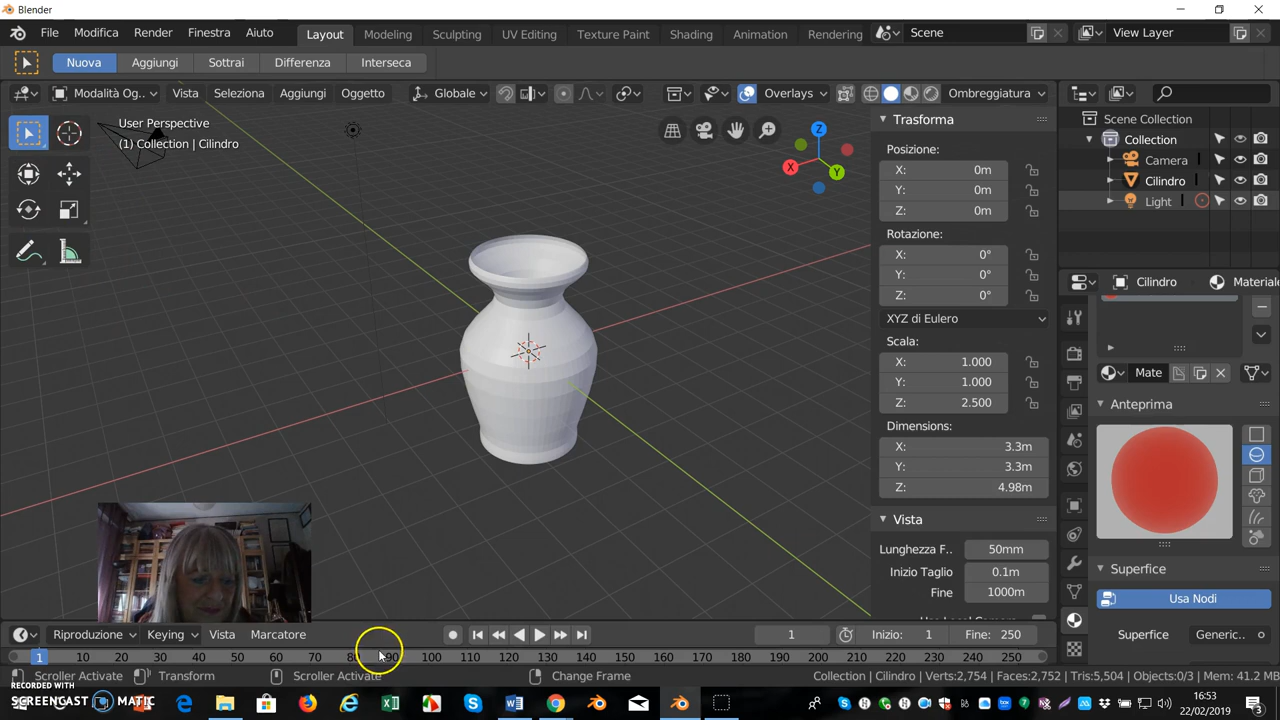 Blender
File Modifica Render Finestra Aiuto Layout Modeling Sculpting UV Editing Texture Paint Shading Animation Rendering Scene View Layer
Nuova Aggiungi Sottrai Differenza Interseca
Modalità Og... Vista Seleziona Aggiungi Oggetto Globale Overlays Ombreggiatura
User Perspective
(1) Collection | Cilindro
Z
X
Y
Trasforma
Posizione:
X: 0m
Y: 0m
Z: 0m
Rotazione:
X: 0°
Y: 0°
Z: 0°
XYZ di Eulero
Scala:
X: 1.000
Y: 1.000
Z: 2.500
Dimensions:
X: 3.3m
Y: 3.3m
Z: 4.98m
Vista
Lunghezza F.. 50mm
Inizio Taglio 0.1m
Fine 1000m
Scene Collection
Collection
Camera
Cilindro
Light
Cilindro Materiale
Mate
Anteprima
Superfice
Usa Nodi
Superfice Generic..
Riproduzione Keying Vista Marcatore 1 Inizio: 1 Fine: 250
1 10 20 30 40 50 60 70 80 90 100 110 120 130 140 150 160 170 180 190 200 210 220 230 240 250
Scroller Activate Transform Scroller Activate Change Frame Collection | Cilindro | Verts:2,754 | Faces:2,752 | Tris:5,504 | Objects:0/3 | Mem: 41.2 MB
RECORDED WITH
SCREENCAST MATIC
16:53
22/02/2019